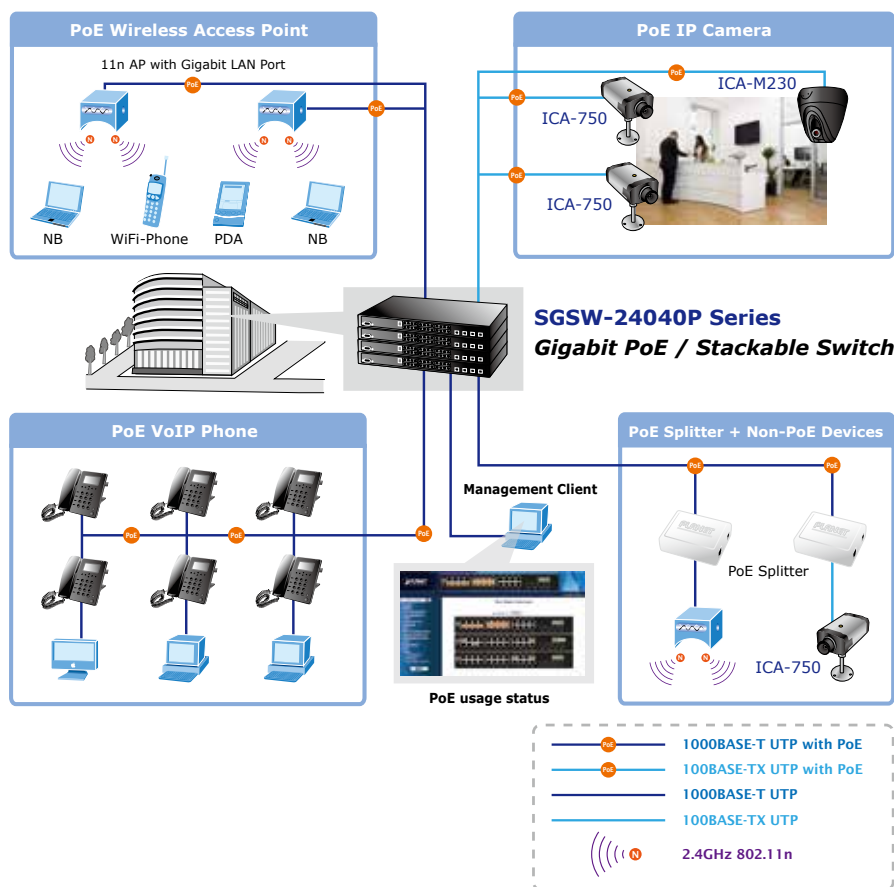 PoE Wireless Access Point
11n AP with Gigabit LAN Port
PoE
PoE
N
N
N
N
NB
WiFi-Phone
PDA
NB
PoE IP Camera
PoE
ICA-M230
PoE
ICA-750
PoE
ICA-750
SGSW-24040P Series
Gigabit PoE / Stackable Switch
PoE VoIP Phone
PoE
PoE
PoE
Management Client
PoE usage status
PoE Splitter + Non-PoE Devices
PoE
PoE
PLANET
PLANET
PoE Splitter
N
N
ICA-750
PoE
1000BASE-T UTP with PoE
PoE
100BASE-TX UTP with PoE
1000BASE-T UTP
100BASE-TX UTP
N
2.4GHz 802.11n